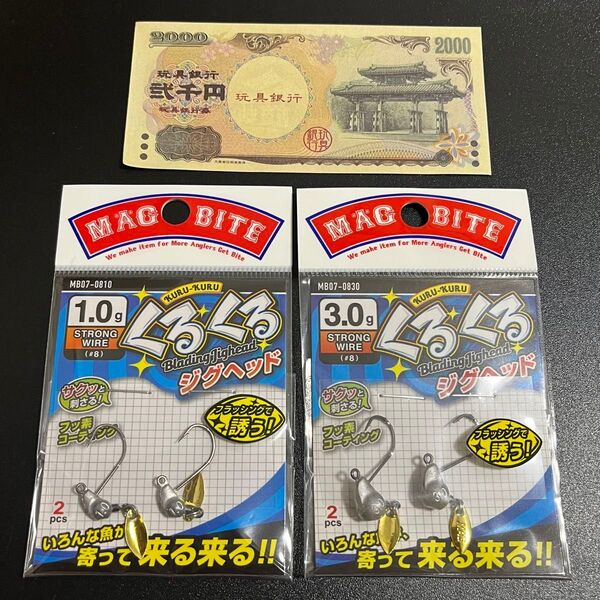 2000
2000
玩具銀行
弐千円
玩具銀行券
玩具銀行
MAG BITE
We make item for More Anglers Get Bite
MB07-0810
1.0g
STRONG
WIRE
(#8)
KURU-KURU
くるくる
Blading Jighead
ジグヘッド
サクッと
刺さる!
フッ素
コーティング
フラッシングで
誘う!
2
pcs
いろんな魚が
寄って来る来る!!
MAG BITE
We make item for More Anglers Get Bite
MB07-0830
3.0g
STRONG
WIRE
(#8)
KURU-KURU
くるくる
Blading Jighead
ジグヘッド
サクッと
刺さる!
フッ素
コーティング
フラッシングで
誘う!
2
pcs
いろんな
寄って来る来る!!